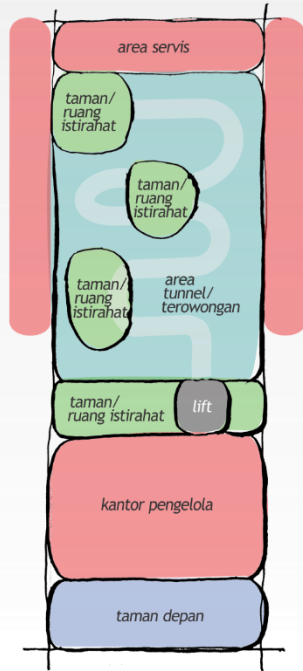 area servis
taman/
ruang
istirahat
taman/
ruang
istirahat
taman/
ruang
istirahat
area
tunnel/
terowongan
taman/
ruang istirahat
lift
kantor pengelola
taman depan